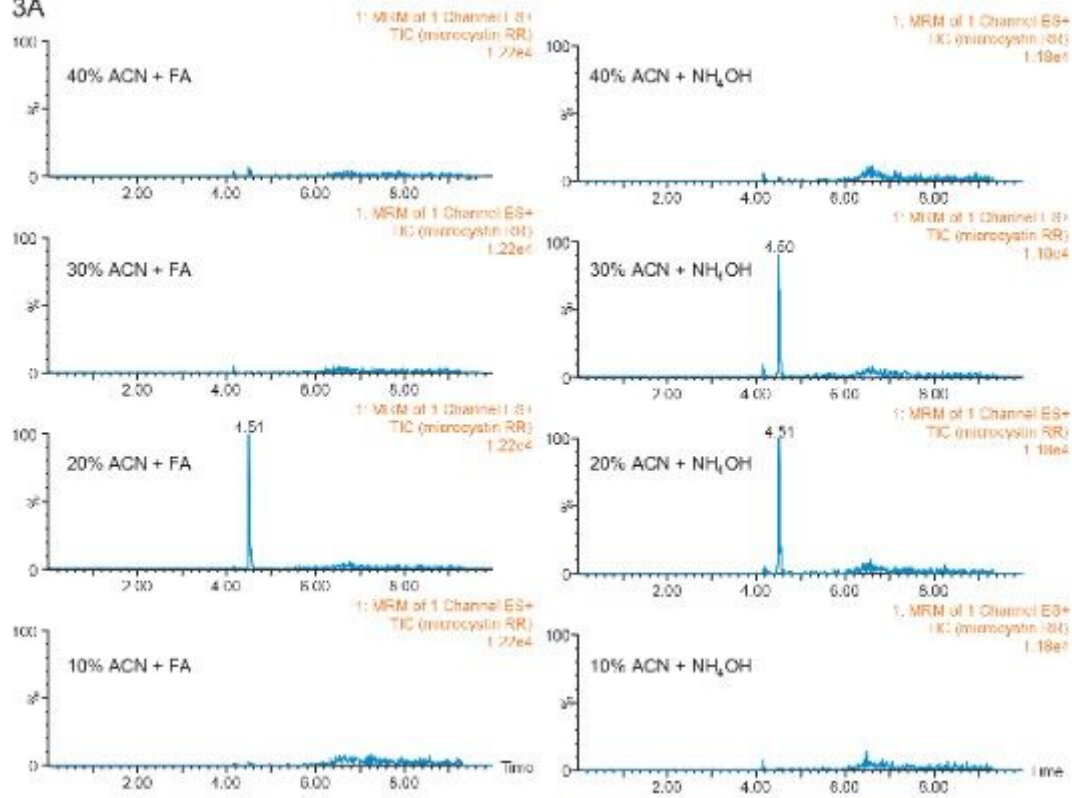 3A
1: MRM of 1 Channel ES+
TIC (microcystin RR)
1.22e4
100
40% ACN + FA
%
0
2.00 4.00 6.00 8.00
1: MRM of 1 Channel ES+
TIC (microcystin RR)
1.18e4
100
40% ACN + NH4OH
%
0
2.00 4.00 6.00 8.00
1: MRM of 1 Channel ES+
TIC (microcystin RR)
1.22e4
100
30% ACN + FA
%
0
2.00 4.00 6.00 8.00
1: MRM of 1 Channel ES+
TIC (microcystin RR)
100
4.50
30% ACN + NH4OH
%
0
2.00 4.00 6.00 8.00
1: MRM of 1 Channel ES+
TIC (microcystin RR)
1.22e4
100
4.51
20% ACN + FA
%
0
2.00 4.00 6.00 8.00
1: MRM of 1 Channel ES+
TIC (microcystin RR)
1.18e4
100
4.51
20% ACN + NH4OH
%
0
2.00 4.00 6.00 8.00
1: MRM of 1 Channel ES+
TIC (microcystin RR)
1.22e4
100
10% ACN + FA
%
0
2.00 4.00 6.00 8.00
Time
1: MRM of 1 Channel ES+
TIC (microcystin RR)
1.18e4
100
10% ACN + NH4OH
%
0
2.00 4.00 6.00 8.00
Time